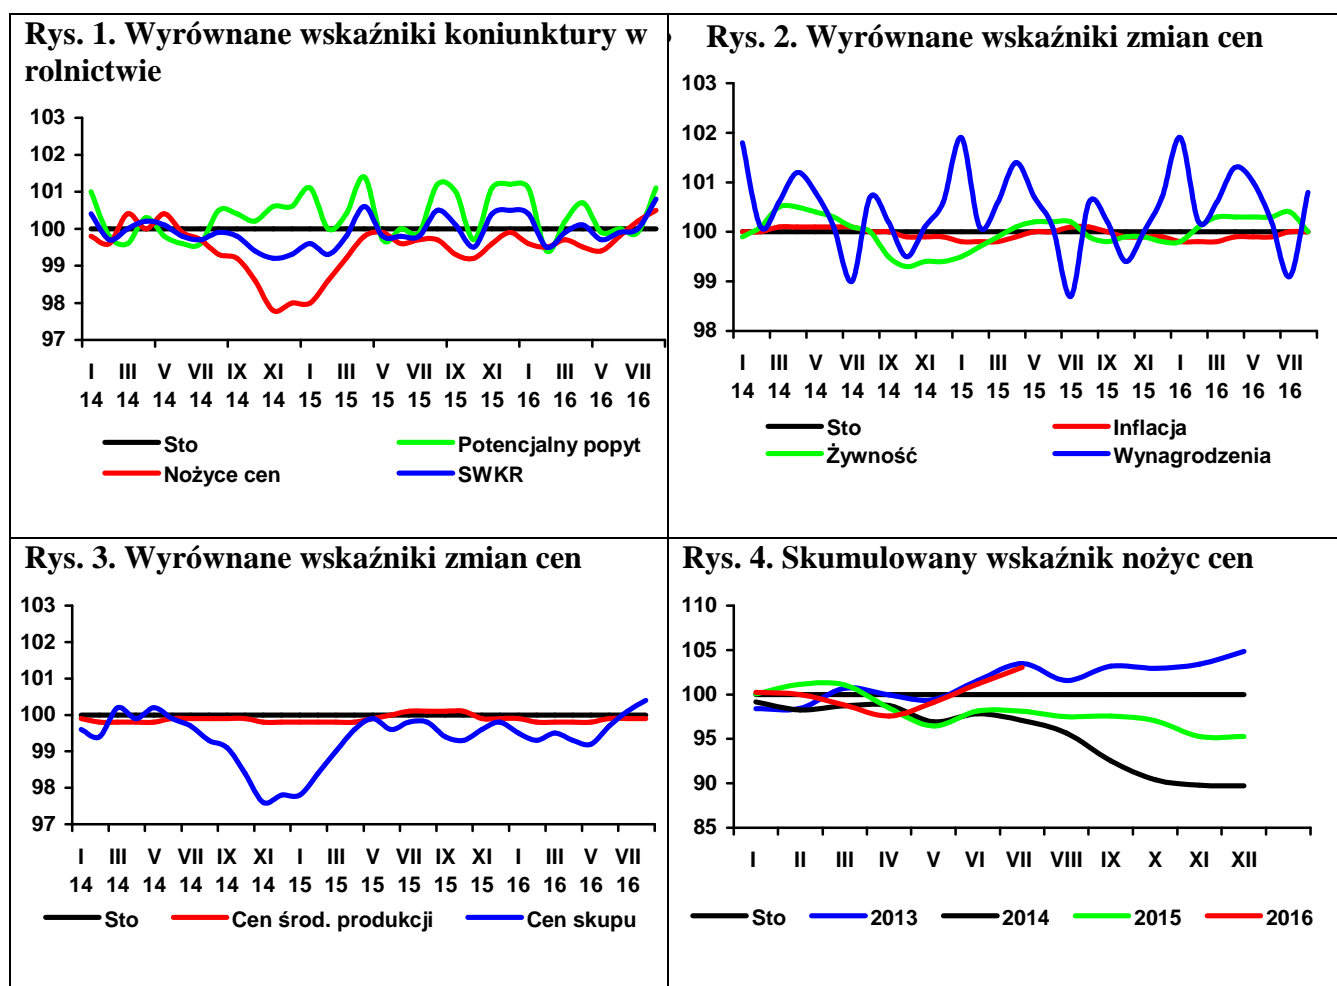 Rys. 1. Wyrównane wskaźniki koniunktury w
rolnictwie
103
102
101
100
99
98
97
I III V VII IX XI I III V VII IX XI I III V VII
14 14 14 14 14 14 15 15 15 15 15 15 16 16 16 16
Sto Potencjalny popyt
Nożyce cen SWKR
Rys. 2. Wyrównane wskaźniki zmian cen
103
102
101
100
99
98
I III V VII IX XI I III V VII IX XI I III V VII
14 14 14 14 14 14 15 15 15 15 15 15 16 16 16 16
Sto Inflacja
Żywność Wynagrodzenia
Rys. 3. Wyrównane wskaźniki zmian cen
103
102
101
100
99
98
97
I III V VII IX XI I III V VII IX XI I III V VII
14 14 14 14 14 14 15 15 15 15 15 15 16 16 16 16
Sto Cen środ. produkcji Cen skupu
Rys. 4. Skumulowany wskaźnik nożyc cen
110
105
100
95
90
85
I II III IV V VI VII VIII IX X XI XII
Sto 2013 2014 2015 2016